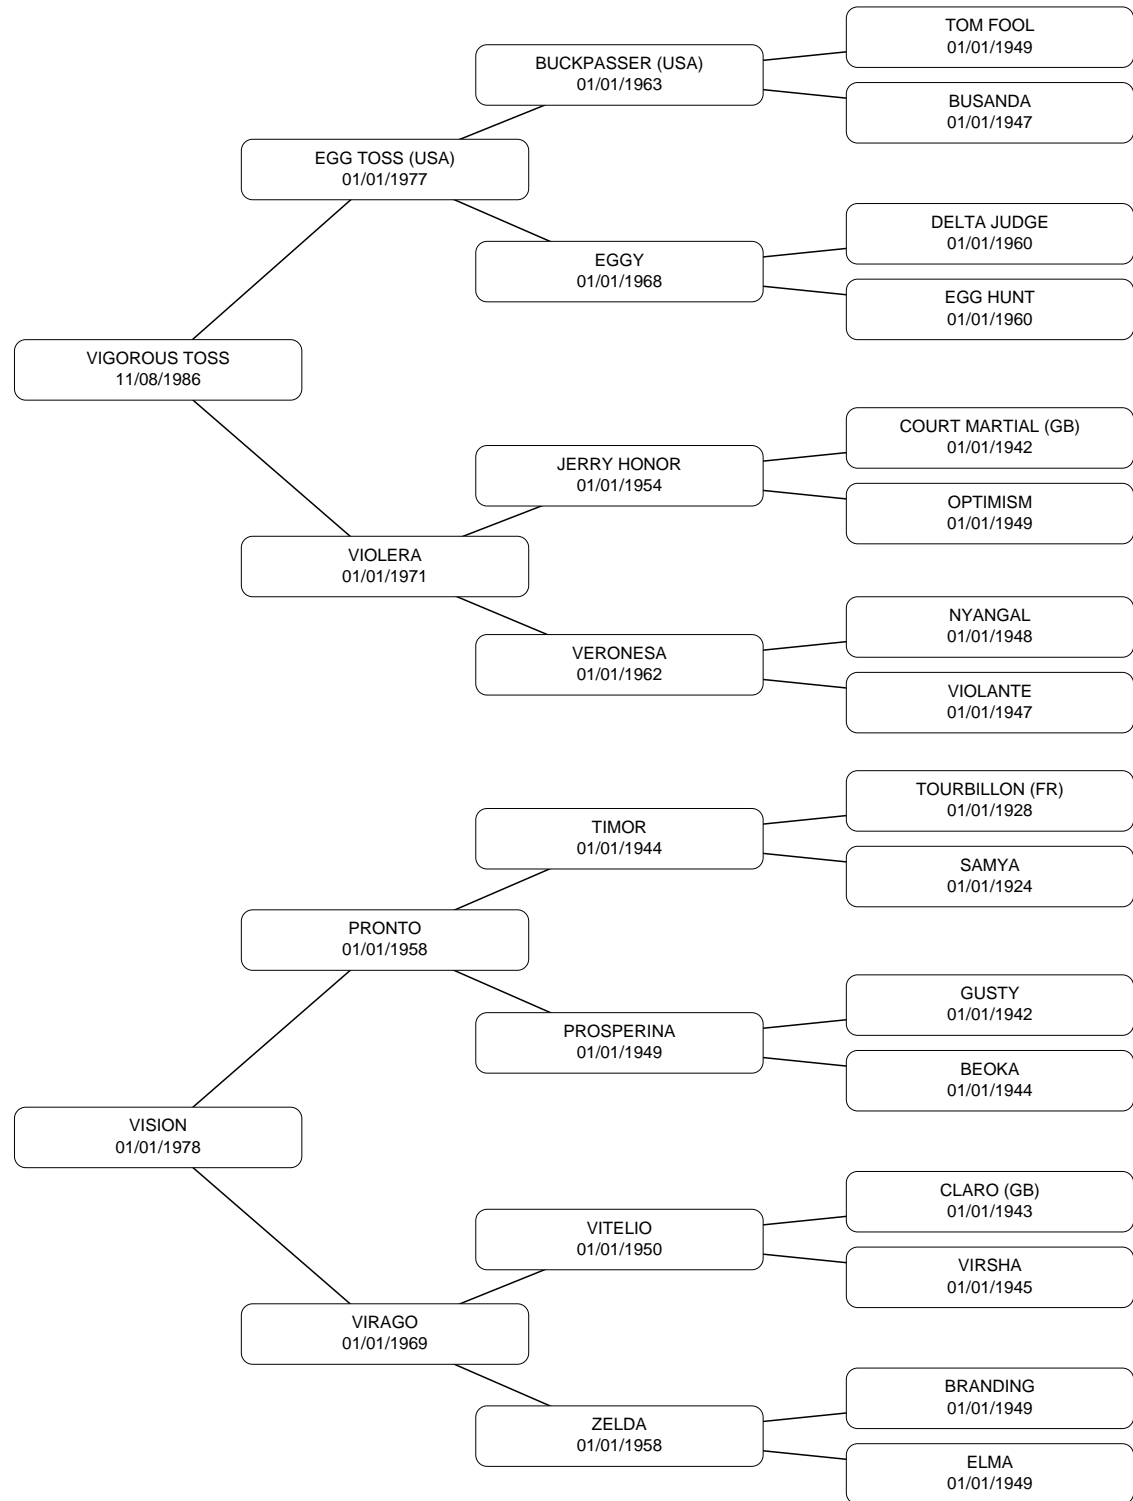 TOM FOOL
01/01/1949
BUCKPASSER (USA)
01/01/1963
BUSANDA
01/01/1947
EGG TOSS (USA)
01/01/1977
DELTA JUDGE
01/01/1960
EGGY
01/01/1968
EGG HUNT
01/01/1960
VIGOROUS TOSS
11/08/1986
COURT MARTIAL (GB)
01/01/1942
JERRY HONOR
01/01/1954
OPTIMISM
01/01/1949
VIOLERA
01/01/1971
NYANGAL
01/01/1948
VERONESA
01/01/1962
VIOLANTE
01/01/1947
TOURBILLON (FR)
01/01/1928
TIMOR
01/01/1944
SAMYA
01/01/1924
PRONTO
01/01/1958
GUSTY
01/01/1942
PROSPERINA
01/01/1949
BEOKA
01/01/1944
VISION
01/01/1978
CLARO (GB)
01/01/1943
VITELIO
01/01/1950
VIRSHA
01/01/1945
VIRAGO
01/01/1969
BRANDING
01/01/1949
ZELDA
01/01/1958
ELMA
01/01/1949